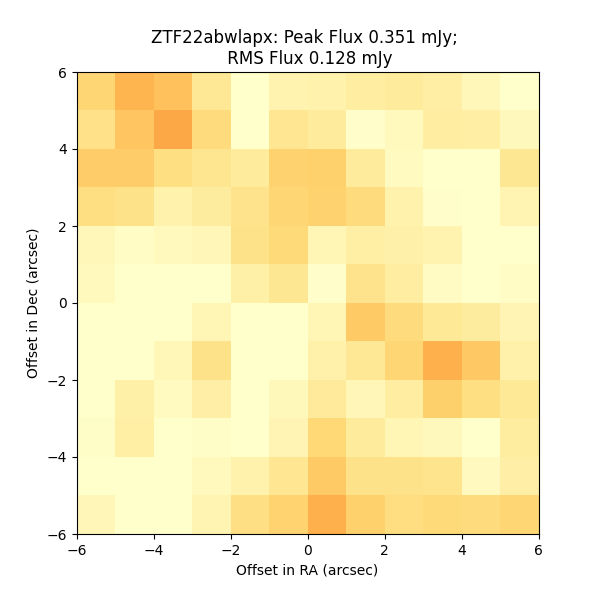 ZTF22abwlapx: Peak Flux 0.351 mJy;
RMS Flux 0.128 mJy
6
4
2
0
−2
−4
−6
Offset in Dec (arcsec)
−6 −4 −2 0 2 4 6
Offset in RA (arcsec)